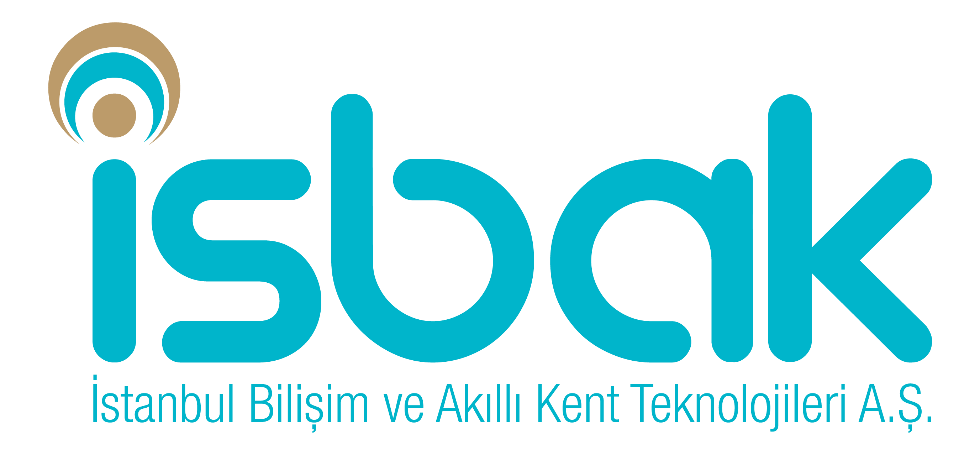 isbak
İstanbul Bilişim ve Akıllı Kent Teknolojileri A.Ş.